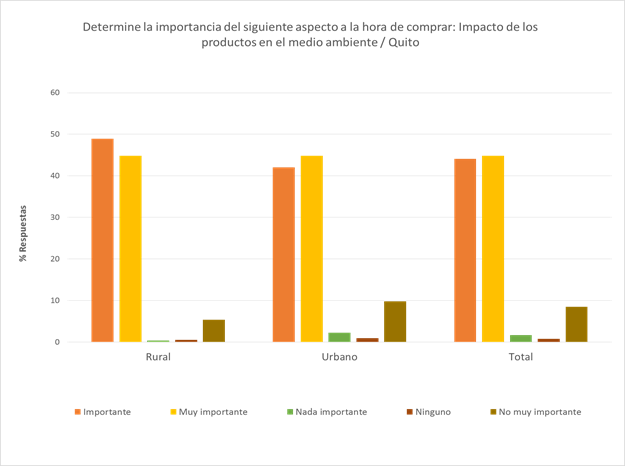 Determine la importancia del siguiente aspecto a la hora de comprar: Impacto de los
productos en el medio ambiente / Quito
60
50
40
30
20
10
0
% Respuestas
Rural Urbano Total
Importante Muy importante Nada importante Ninguno No muy importante